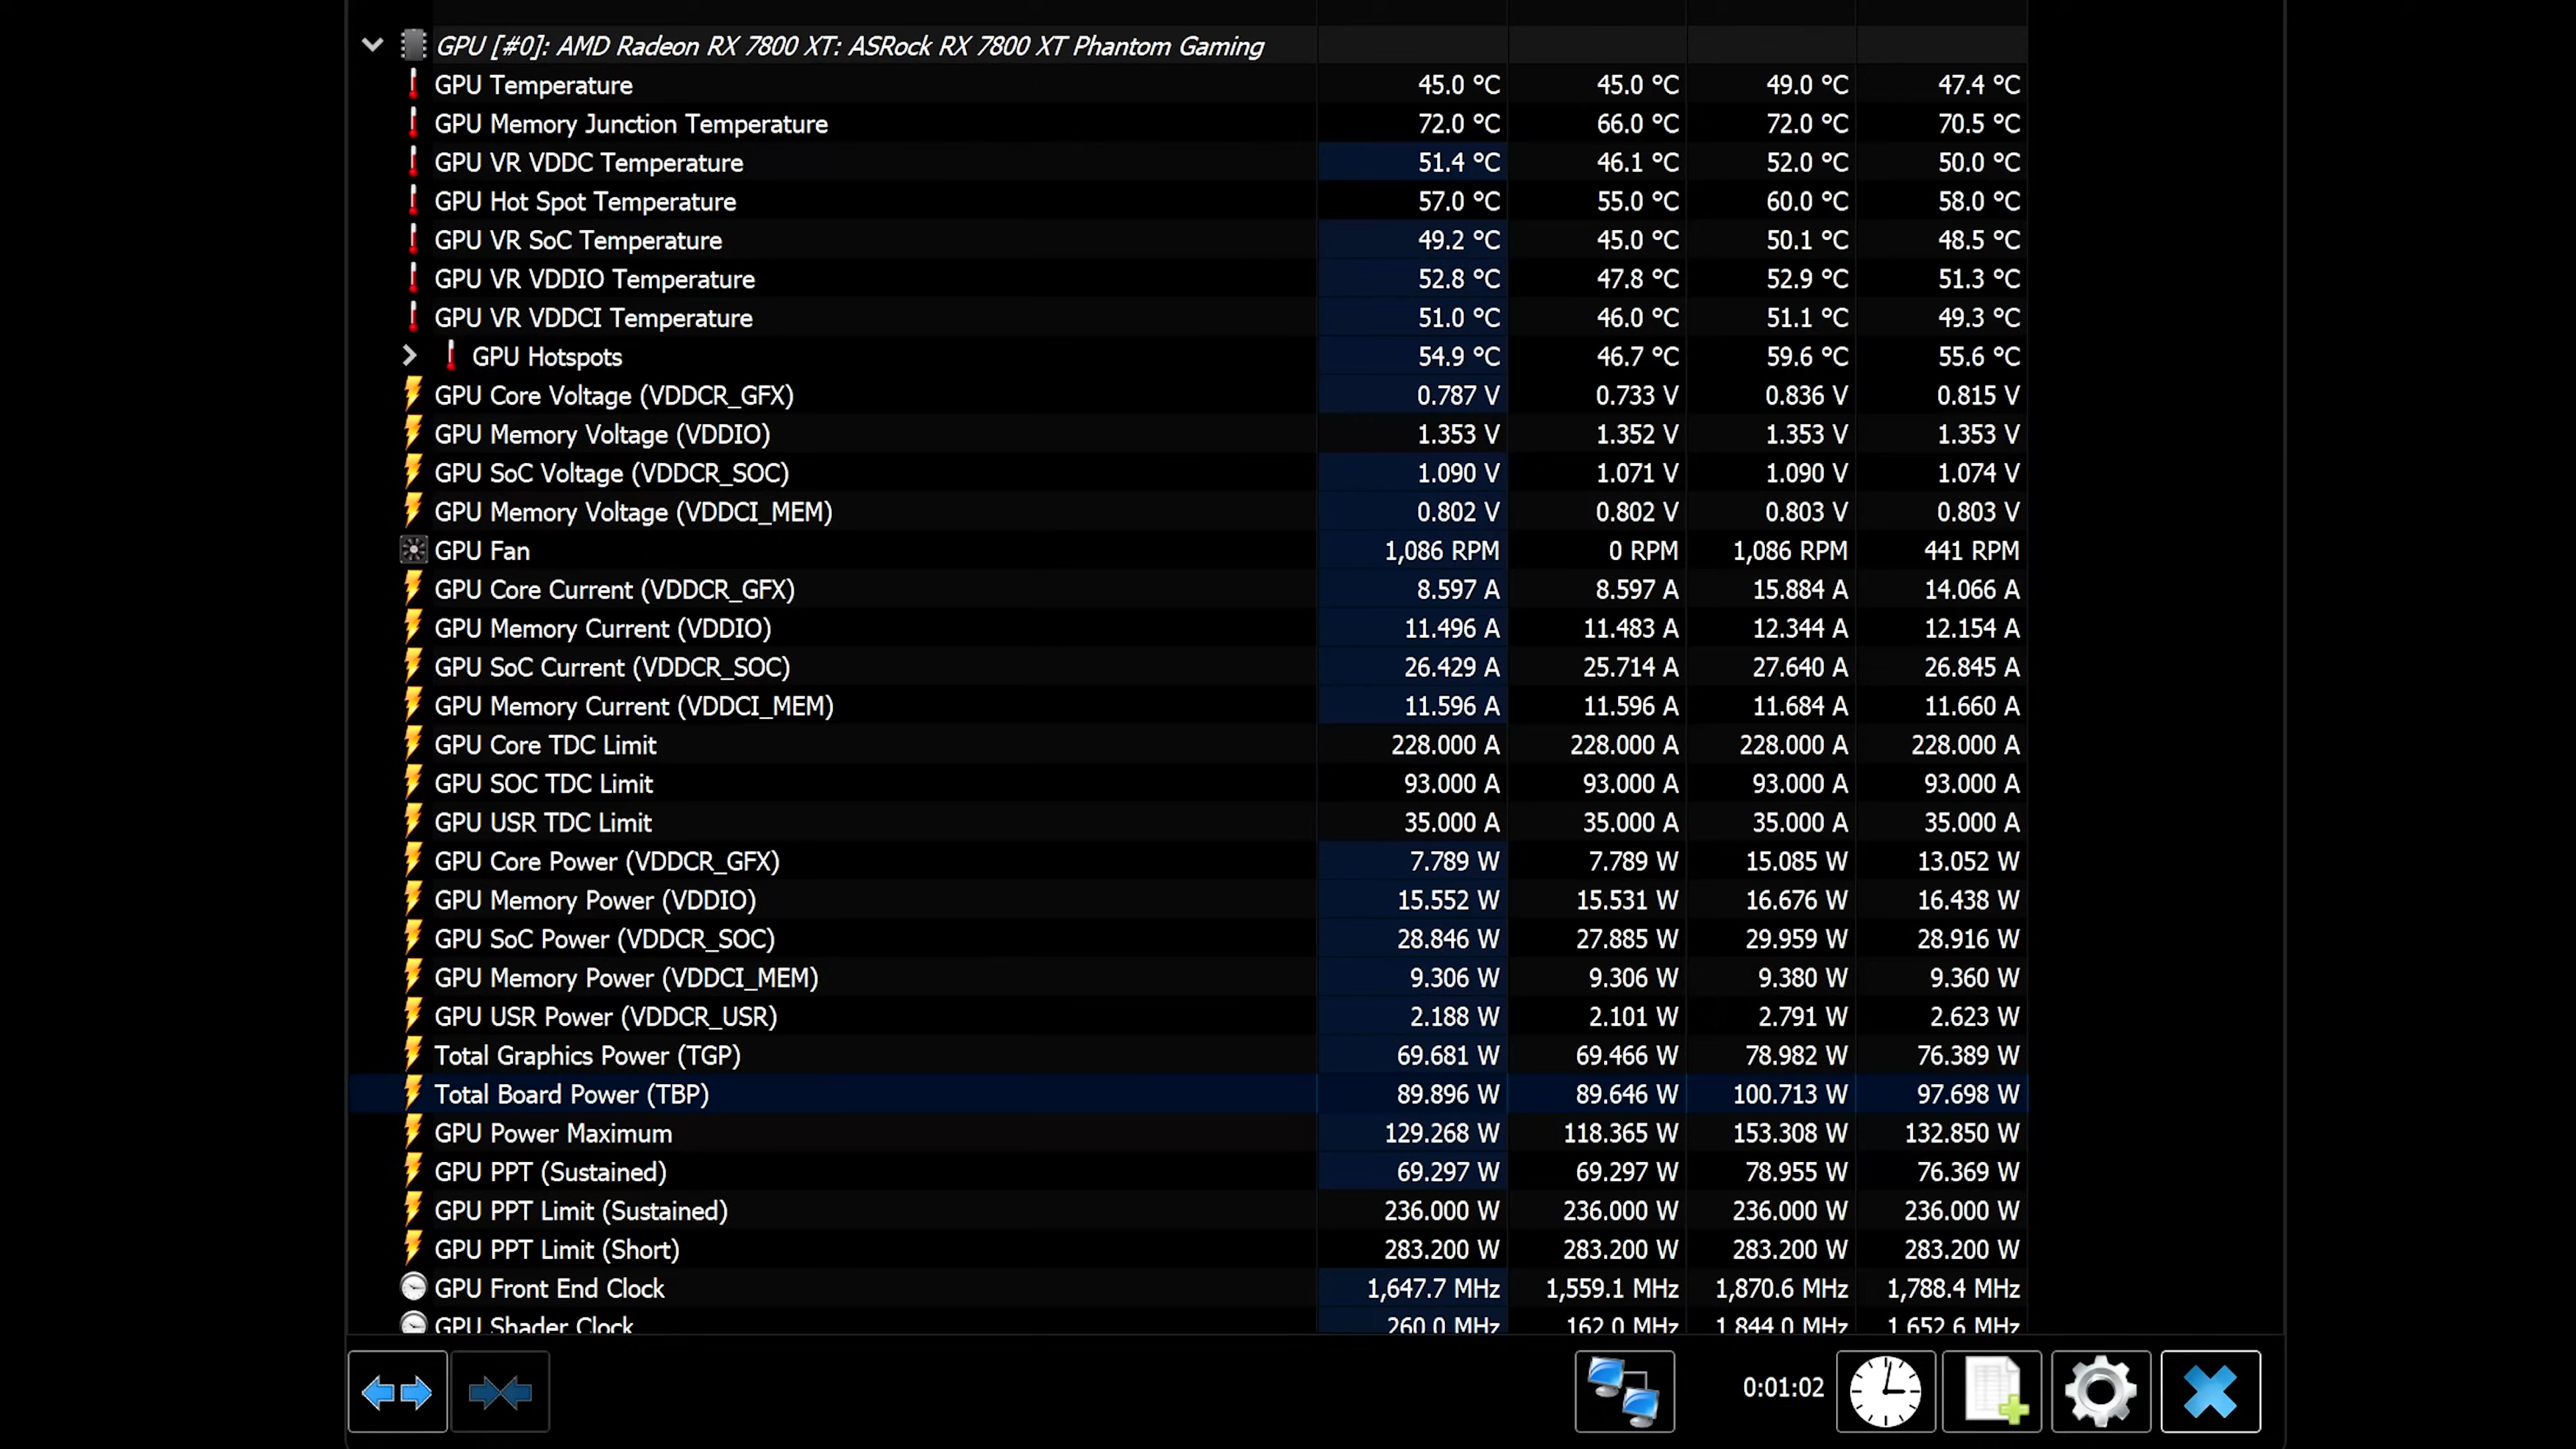 GPU [#0]: AMD Radeon RX 7800 XT: ASRock RX 7800 XT Phantom Gaming
GPU Temperature 45.0 °C 45.0 °C 49.0 °C 47.4 °C
GPU Memory Junction Temperature 72.0 °C 66.0 °C 72.0 °C 70.5 °C
GPU VR VDDC Temperature 51.4 °C 46.1 °C 52.0 °C 50.0 °C
GPU Hot Spot Temperature 57.0 °C 55.0 °C 60.0 °C 58.0 °C
GPU VR SoC Temperature 49.2 °C 45.0 °C 50.1 °C 48.5 °C
GPU VR VDDIO Temperature 52.8 °C 47.8 °C 52.9 °C 51.3 °C
GPU VR VDDCI Temperature 51.0 °C 46.0 °C 51.1 °C 49.3 °C
GPU Hotspots 54.9 °C 46.7 °C 59.6 °C 55.6 °C
GPU Core Voltage (VDDCR_GFX) 0.787 V 0.733 V 0.836 V 0.815 V
GPU Memory Voltage (VDDIO) 1.353 V 1.352 V 1.353 V 1.353 V
GPU SoC Voltage (VDDCR_SOC) 1.090 V 1.071 V 1.090 V 1.074 V
GPU Memory Voltage (VDDCI_MEM) 0.802 V 0.802 V 0.803 V 0.803 V
GPU Fan 1,086 RPM 0 RPM 1,086 RPM 441 RPM
GPU Core Current (VDDCR_GFX) 8.597 A 8.597 A 15.884 A 14.066 A
GPU Memory Current (VDDIO) 11.496 A 11.483 A 12.344 A 12.154 A
GPU SoC Current (VDDCR_SOC) 26.429 A 25.714 A 27.640 A 26.845 A
GPU Memory Current (VDDCI_MEM) 11.596 A 11.596 A 11.684 A 11.660 A
GPU Core TDC Limit 228.000 A 228.000 A 228.000 A 228.000 A
GPU SOC TDC Limit 93.000 A 93.000 A 93.000 A 93.000 A
GPU USR TDC Limit 35.000 A 35.000 A 35.000 A 35.000 A
GPU Core Power (VDDCR_GFX) 7.789 W 7.789 W 15.085 W 13.052 W
GPU Memory Power (VDDIO) 15.552 W 15.531 W 16.676 W 16.438 W
GPU SoC Power (VDDCR_SOC) 28.846 W 27.885 W 29.959 W 28.916 W
GPU Memory Power (VDDCI_MEM) 9.306 W 9.306 W 9.380 W 9.360 W
GPU USR Power (VDDCR_USR) 2.188 W 2.101 W 2.791 W 2.623 W
Total Graphics Power (TGP) 69.681 W 69.466 W 78.982 W 76.389 W
Total Board Power (TBP) 89.896 W 89.646 W 100.713 W 97.698 W
GPU Power Maximum 129.268 W 118.365 W 153.308 W 132.850 W
GPU PPT (Sustained) 69.297 W 69.297 W 78.955 W 76.369 W
GPU PPT Limit (Sustained) 236.000 W 236.000 W 236.000 W 236.000 W
GPU PPT Limit (Short) 283.200 W 283.200 W 283.200 W 283.200 W
GPU Front End Clock 1,647.7 MHz 1,559.1 MHz 1,870.6 MHz 1,788.4 MHz
GPU Shader Clock 260.0 MHz 162.0 MHz 1,844.0 MHz 1,652.6 MHz
0:01:02